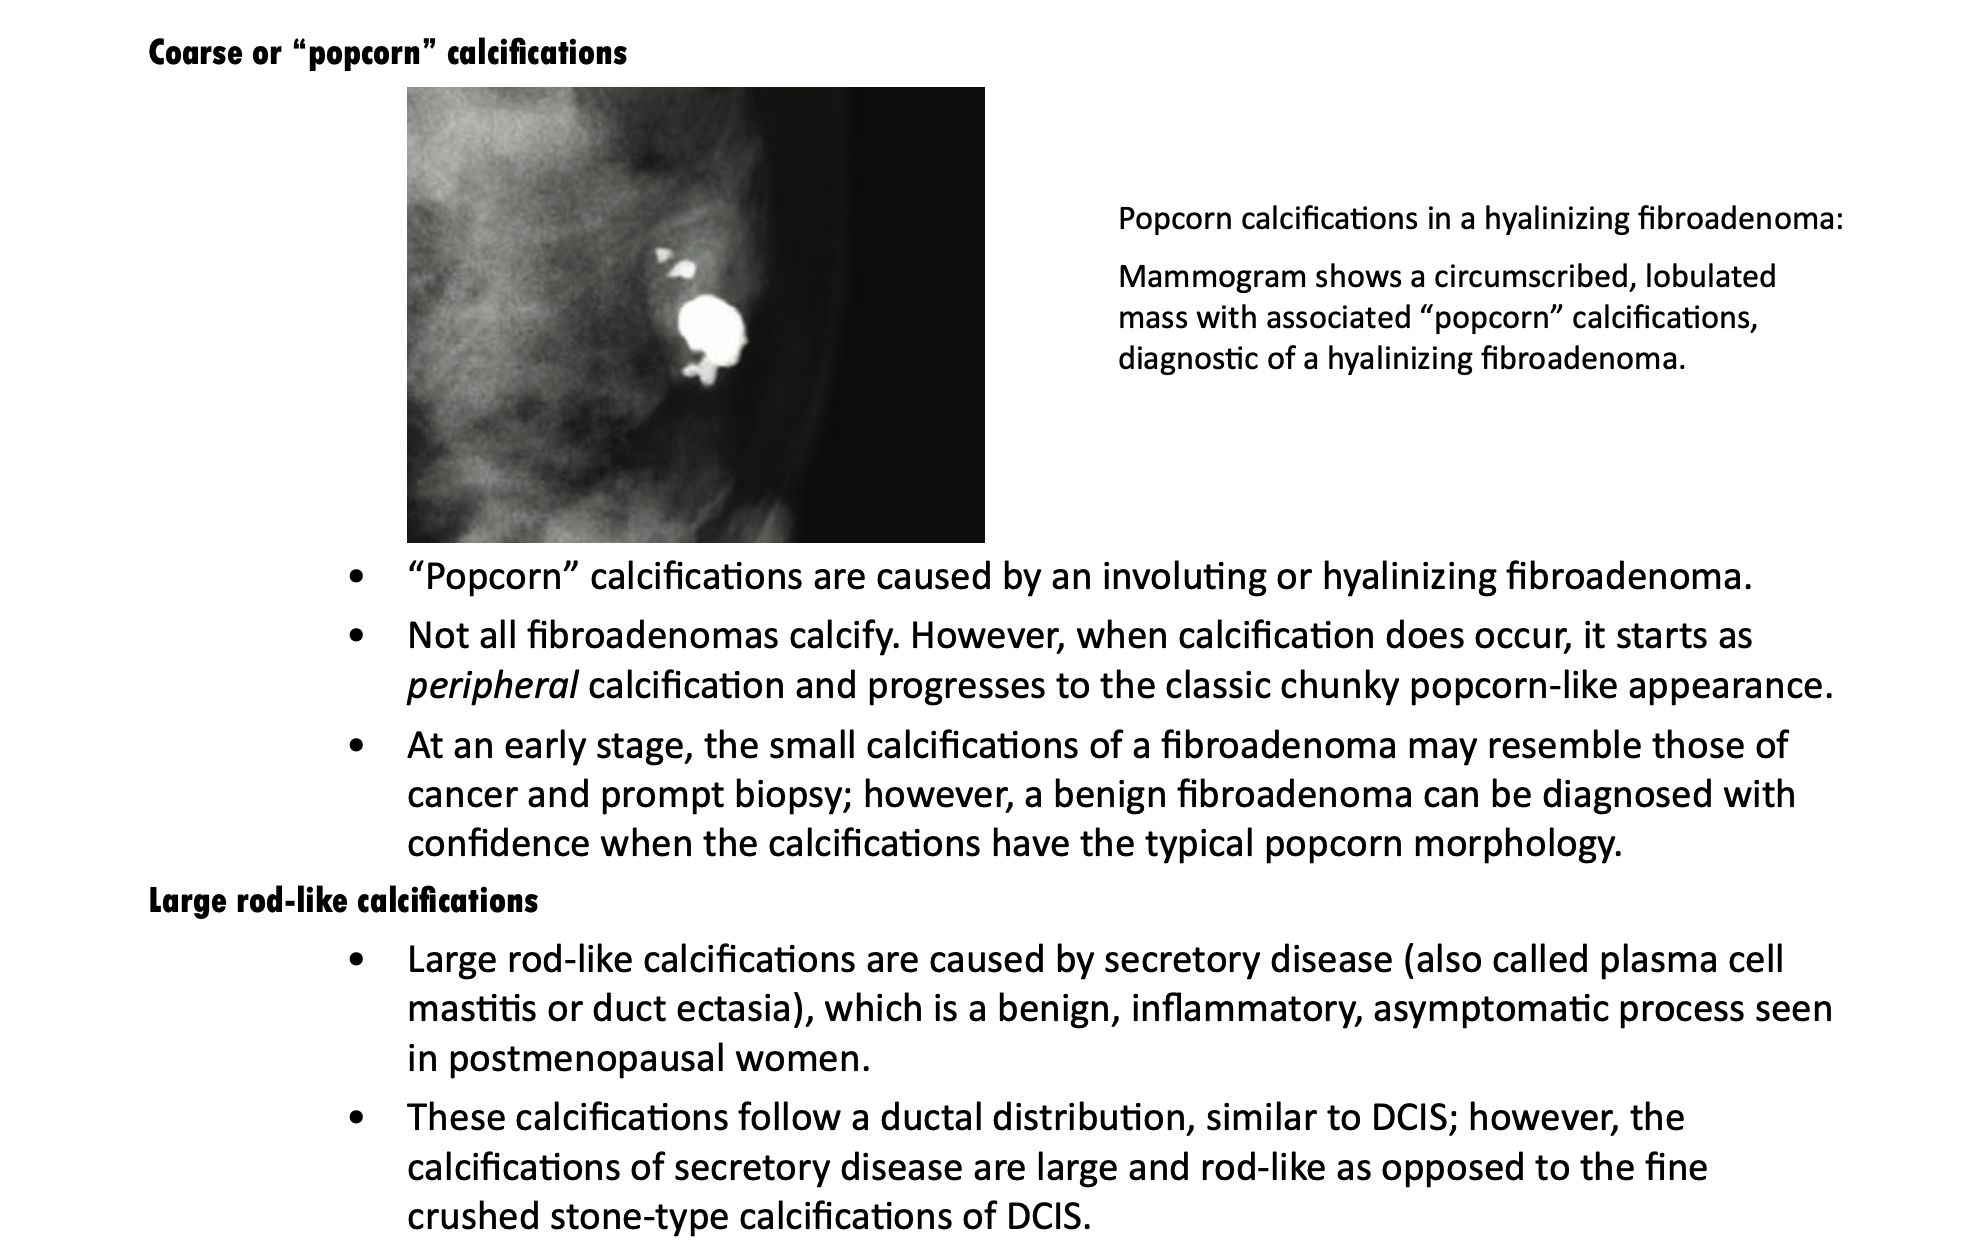 Coarse or “popcorn” calcifications
Popcorn calcifications in a hyalinizing fibroadenoma:
Mammogram shows a circumscribed, lobulated
mass with associated “popcorn” calcifications,
diagnostic of a hyalinizing fibroadenoma.
• “Popcorn” calcifications are caused by an involuting or hyalinizing fibroadenoma.
• Not all fibroadenomas calcify. However, when calcification does occur, it starts as
peripheral calcification and progresses to the classic chunky popcorn-like appearance.
• At an early stage, the small calcifications of a fibroadenoma may resemble those of
cancer and prompt biopsy; however, a benign fibroadenoma can be diagnosed with
confidence when the calcifications have the typical popcorn morphology.
Large rod-like calcifications
• Large rod-like calcifications are caused by secretory disease (also called plasma cell
mastitis or duct ectasia), which is a benign, inflammatory, asymptomatic process seen
in postmenopausal women.
• These calcifications follow a ductal distribution, similar to DCIS; however, the
calcifications of secretory disease are large and rod-like as opposed to the fine
crushed stone-type calcifications of DCIS.